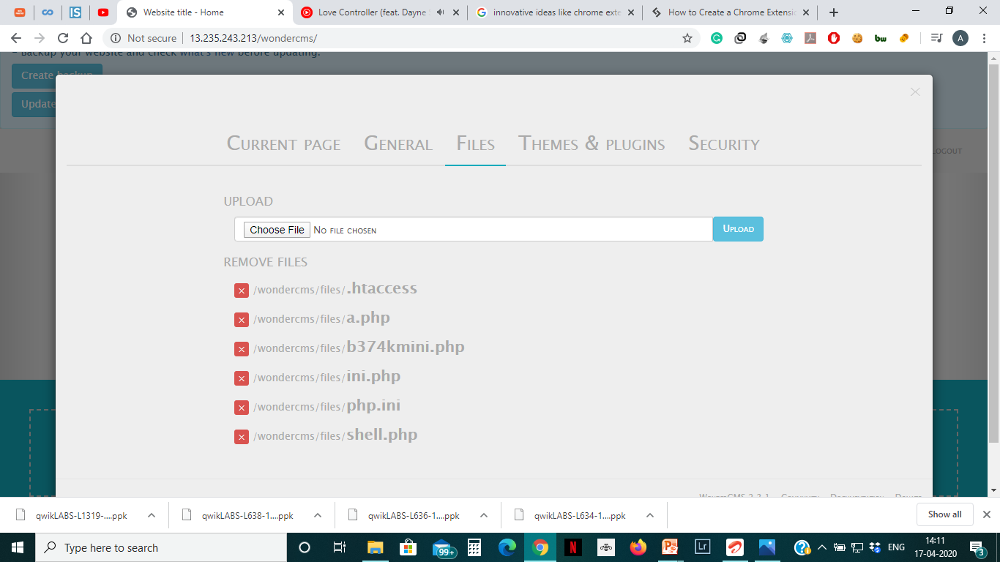 Website title - Home
Love Controller (feat. Dayne
innovative ideas like chrome exte
How to Create a Chrome Extensi
Not secure
13.235.243.213/wondercms/
A
- Backup your website and check what's new before updating.
Create backup
Update
Current page
General
Files
Themes & plugins
Security
Logout
UPLOAD
Choose File No file chosen
Upload
REMOVE FILES
/wondercms/files/.htaccess
/wondercms/files/a.php
/wondercms/files/b374kmini.php
/wondercms/files/ini.php
/wondercms/files/php.ini
/wondercms/files/shell.php
qwikLABS-L1319-....ppk
qwikLABS-L638-1....ppk
qwikLABS-L636-1....ppk
qwikLABS-L634-1....ppk
Show all
Type here to search
99+
N
Lr
ENG
14:11
17-04-2020
3